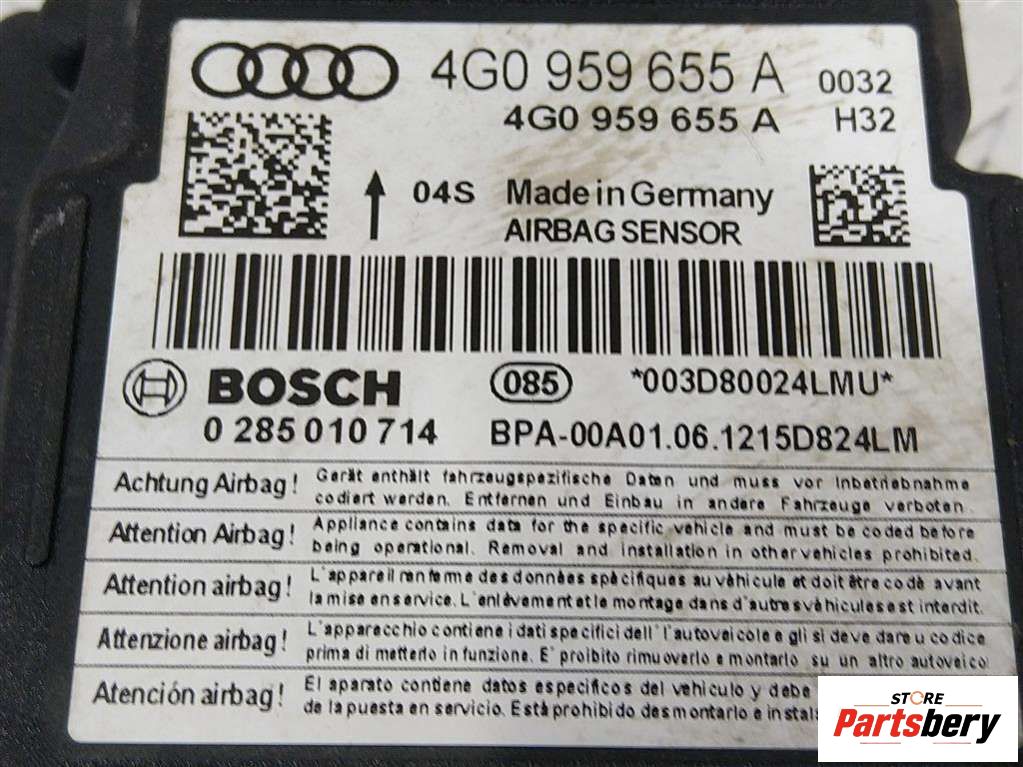 4G0 959 655 A 0032
4G0 959 655 A H32
04S Made in Germany
AIRBAG SENSOR
BOSCH 085 *003D80024LMU*
0 285 010 714 BPA-00A01.06.1215D824LM
Achtung Airbag! Gerät enthält fahrzeugspezifische Daten und muss vor Inbetriebnahme
codiert werden. Entfernen und Einbau in andere Fahrzeuge verboten.
Attention Airbag! Appliance contains data for the specific vehicle and must be coded before
being operational. Removal and installation in other vehicles prohibited.
Attention airbag! L'appareil renferme des données spècifiques au vèhicule et doit être codè avant
la mise en service. L'enlévement et le montage dans d'autres vèhicules est interdit.
Attenzione airbag! L'apparecchio contiene i dati specifici dell'autoveicolo e gli si deve dare u codice
prima di metterlo in funzione. E' proibito rimuoverlo e montarlo su un altro autoveico
Atención airbag! El aparato contiene datos específicos del vehículo y debe
de la puesta en servicio. Está prohibido desmontarlo e instal
STORE
Partsbery